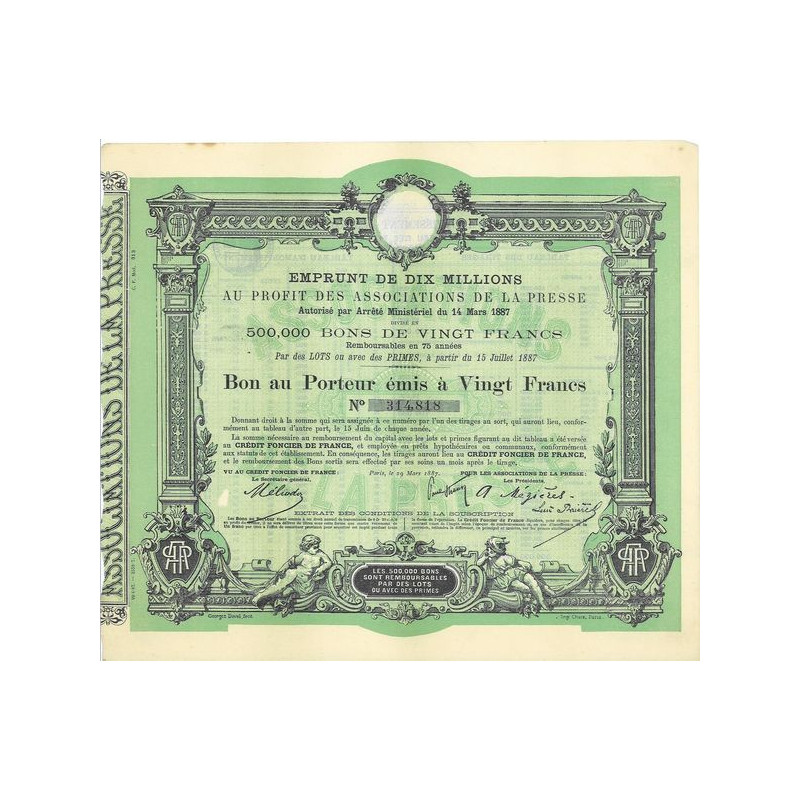 ASSOCIATIONS DE LA PRESSE
EMPRUNT DE DIX MILLIONS
AU PROFIT DES ASSOCIATIONS DE LA PRESSE
Autorisé par Arrêté Ministériel du 14 Mars 1887
DIVISÉ EN
500,000 BONS DE VINGT FRANCS
Remboursables en 75 années
Par des LOTS ou avec des PRIMES, à partir du 15 Juillet 1887
Bon au Porteur émis à Vingt Francs
No 314,818
Donnant droit à la somme qui sera assignée à ce numéro par l'un des tirages au sort, qui auront lieu, confor-
mément au tableau d'autre part, le 15 Juin de chaque année.
La somme nécessaire au remboursement du capital avec les lots et primes figurant au dit tableau a été versée
au CRÉDIT FONCIER DE FRANCE, et employée en prêts hypothécaires ou communaux, conformément
aux statuts de cet établissement. En conséquence, les tirages auront lieu au CRÉDIT FONCIER DE FRANCE,
et le remboursement des Bons sortis sera effectué par ses soins un mois après le tirage.
VU AU CRÉDIT FONCIER DE FRANCE:
Paris, le 29 Mars 1887.
POUR LES ASSOCIATIONS DE LA PRESSE:
Le Secrétaire général,
Les Présidents.
A Mézières
EXTRAIT DES CONDITIONS DE LA SOUSCRIPTION
LES 500,000 BONS
SONT REMBOURSABLES
PAR DES LOTS
OU AVEC DES PRIMES
Imp. Chaix, Paris.